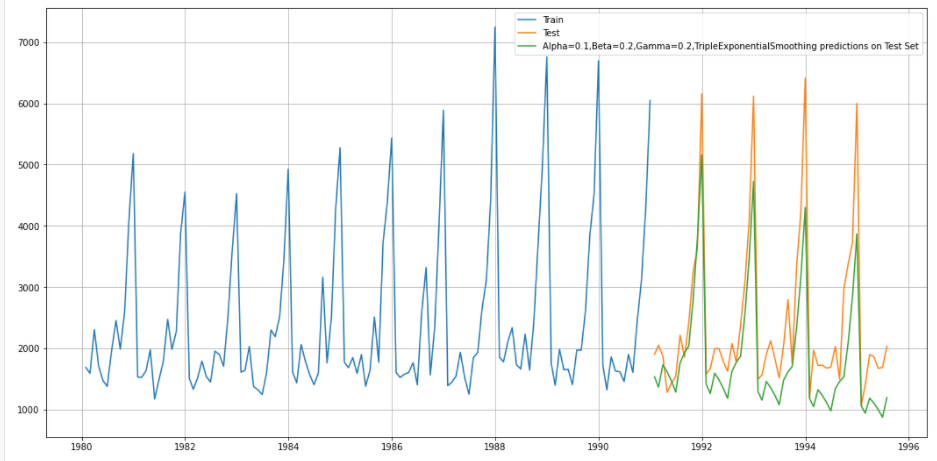 Train
Test
Alpha=0.1,Beta=0.2,Gamma=0.2,TripleExponentialSmoothing predictions on Test Set
7000
6000
5000
4000
3000
2000
1000
1980 1982 1984 1986 1988 1990 1992 1994 1996